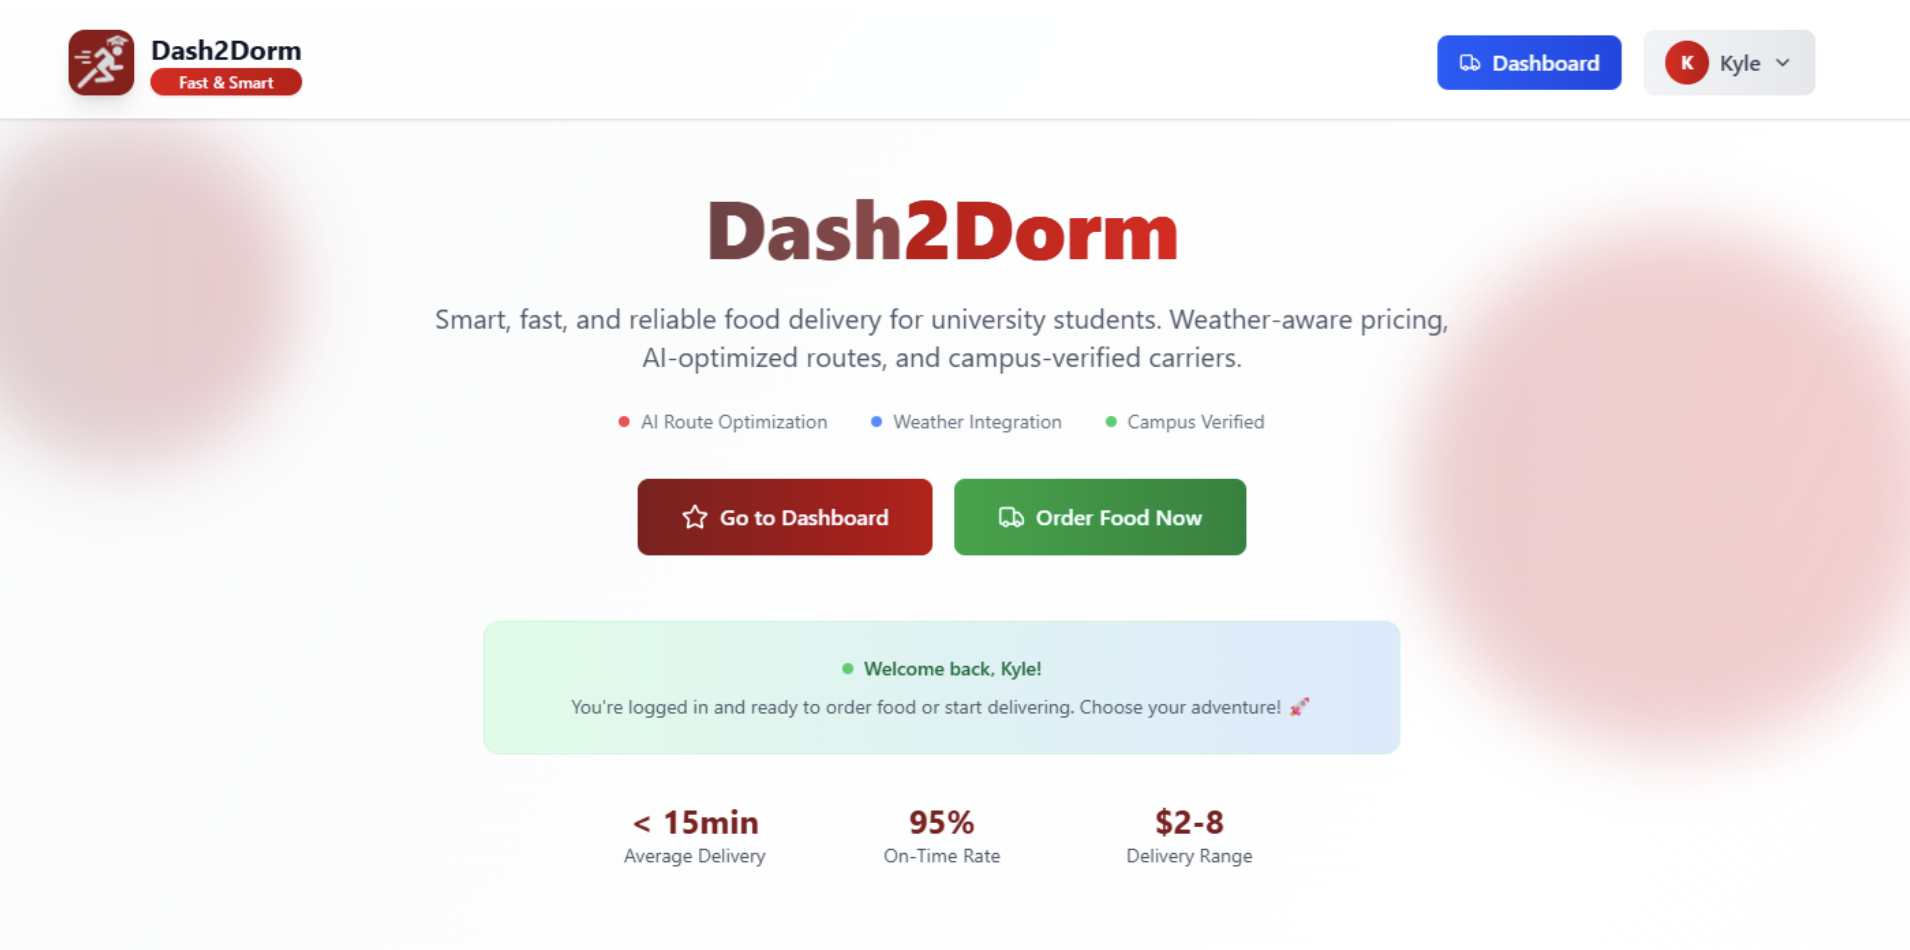 Dash2Dorm
Fast & Smart
Dashboard
K
Kyle
Dash2Dorm
Smart, fast, and reliable food delivery for university students. Weather-aware pricing,
AI-optimized routes, and campus-verified carriers.
AI Route Optimization
Weather Integration
Campus Verified
Go to Dashboard
Order Food Now
Welcome back, Kyle!
You're logged in and ready to order food or start delivering. Choose your adventure! 🚀
< 15min
Average Delivery
95%
On-Time Rate
$2-8
Delivery Range